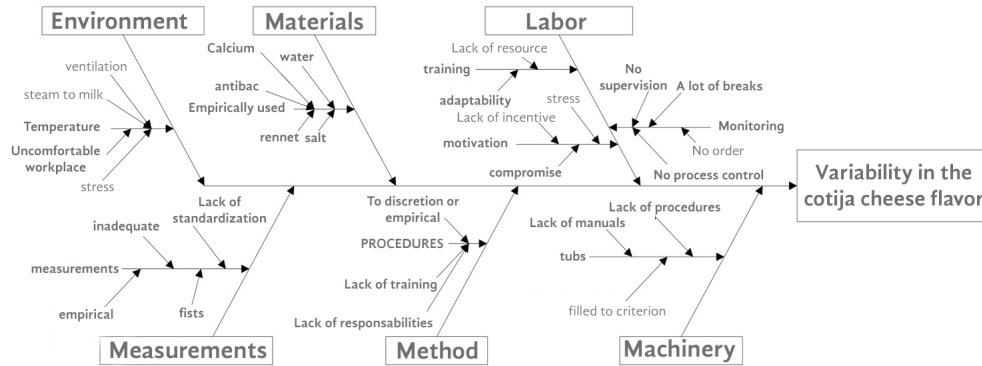 Environment
Materials
Labor
ventilation
steam to milk
Temperature
Uncomfortable
workplace
stress
Calcium
water
antibac
Empirically used
rennet salt
Lack of resource
training
adaptability
Lack of incentive
stress
motivation
compromise
No
supervision
A lot of breaks
Monitoring
No order
No process control
Variability in the
cotija cheese flavor
Lack of
standardization
inadequate
measurements
empirical
fists
To discretion or
empirical
PROCEDURES
Lack of training
Lack of responsabilities
Lack of procedures
Lack of manuals
tubs
filled to criterion
Measurements
Method
Machinery